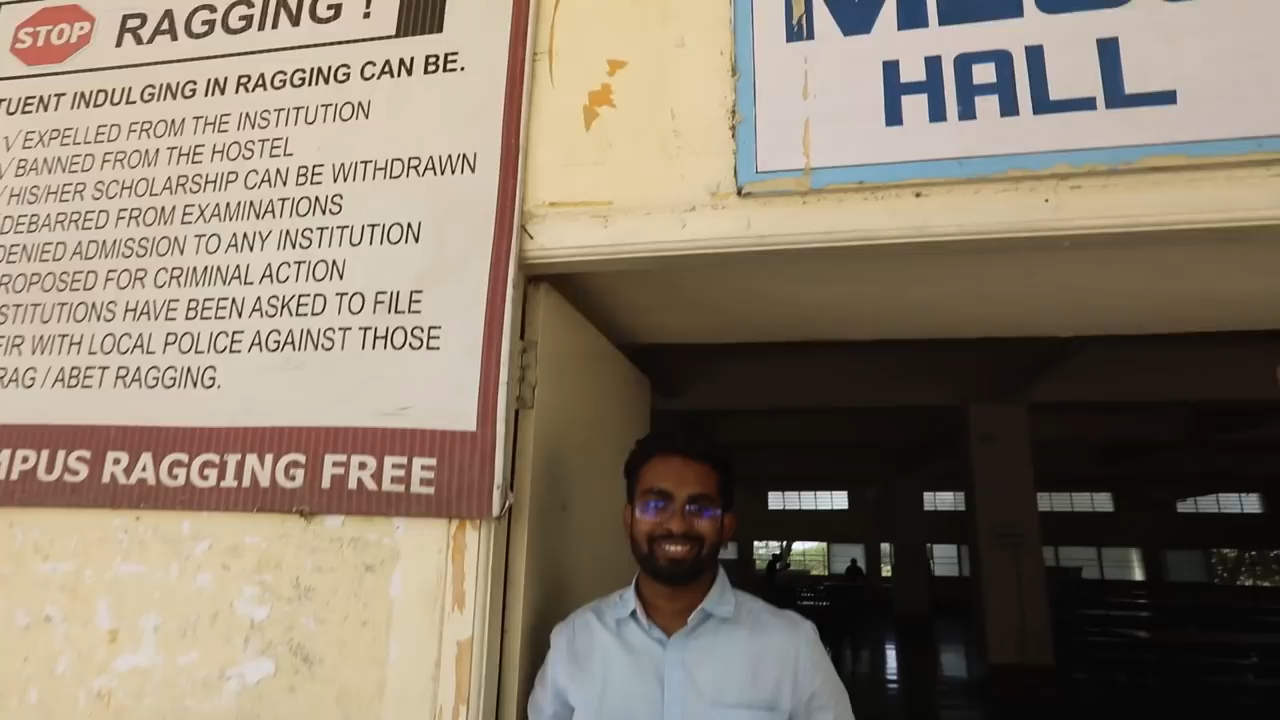 STOP RAGGING !
TUENT INDULGING IN RAGGING CAN BE.
√ EXPELLED FROM THE INSTITUTION
√ BANNED FROM THE HOSTEL
√ HIS/HER SCHOLARSHIP CAN BE WITHDRAWN
DEBARRED FROM EXAMINATIONS
DENIED ADMISSION TO ANY INSTITUTION
ROPOSED FOR CRIMINAL ACTION
STITUTIONS HAVE BEEN ASKED TO FILE
FIR WITH LOCAL POLICE AGAINST THOSE
RAG / ABET RAGGING.
MPUS RAGGING FREE
MESS
HALL